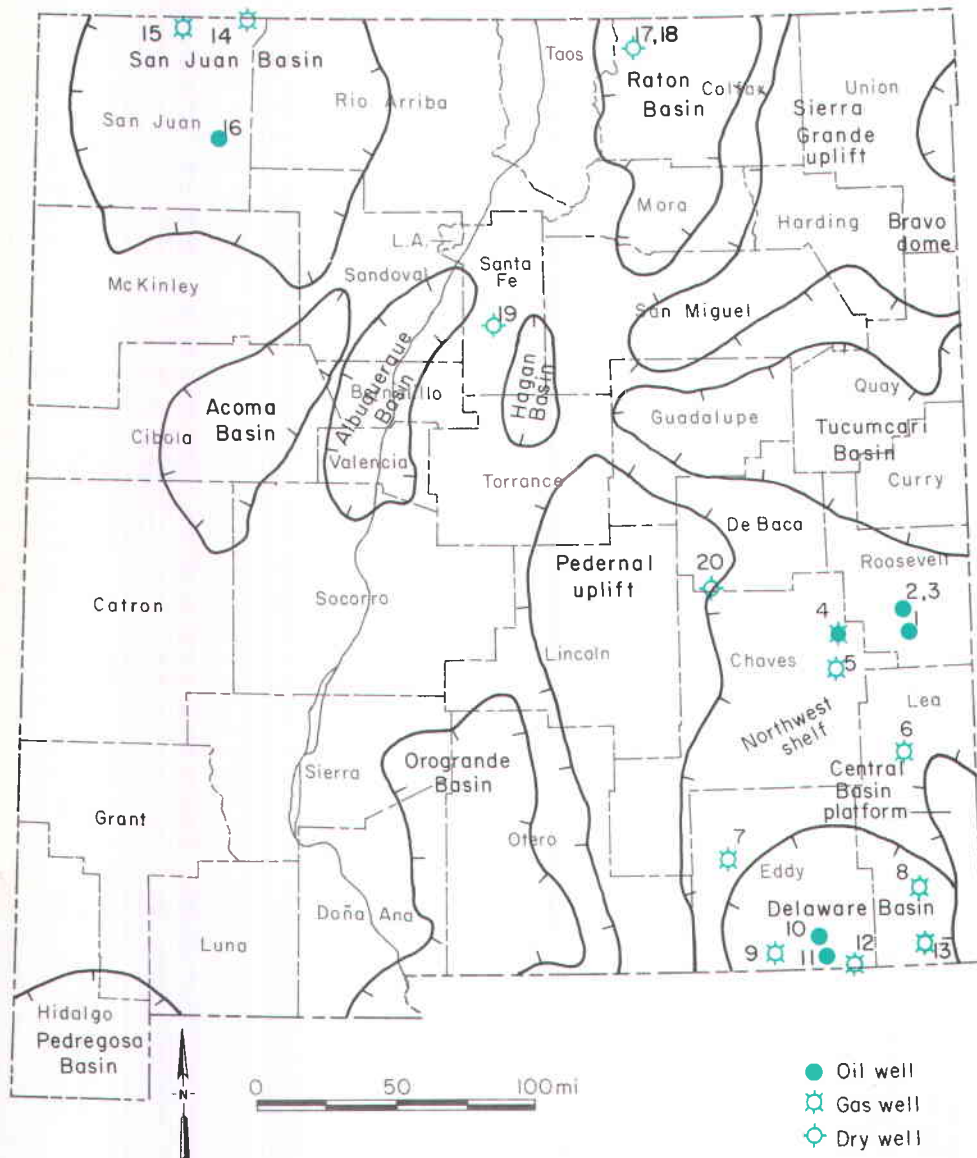 15
14
17,18
San Juan Basin
Taos
Raton
Basin
Colfax
Union
Rio Arriba
Sierra
Grande
uplift
San Juan
16
Mora
Harding
Bravo
dome
L.A.
Santa
Fe
McKinley
Sandoval
19
San Miguel
Albuquerque
Basin
Bernalillo
Hagan
Basin
Quay
Acoma
Basin
Cibola
Guadalupe
Tucumcari
Basin
Valencia
Torrance
Curry
De Baca
Pedernal
uplift
20
Roosevelt
Catron
Socorro
2,3
4
1
Lincoln
Chaves
5
Lea
Northwest
shelf
6
Sierra
Orogrande
Basin
Central
Basin
platform
Grant
Otero
7
Eddy
8
Doña Ana
Delaware Basin
Luna
10
9
11
12
13
Hidalgo
Pedregosa
Basin
N
0 50 100mi
Oil well
Gas well
Dry well